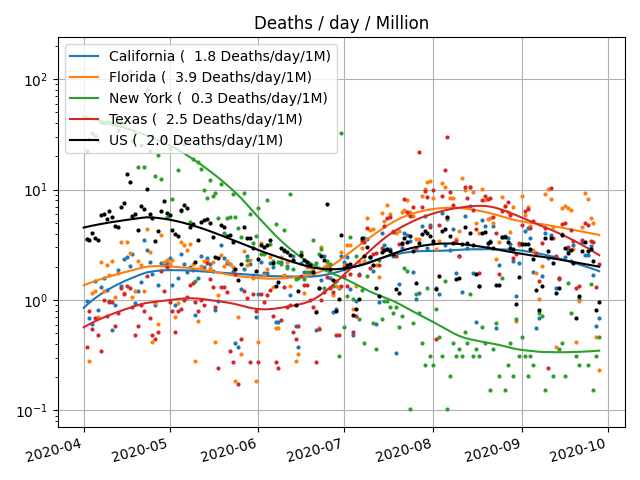 Deaths / day / Million
California (  1.8 Deaths/day/1M)
Florida (  3.9 Deaths/day/1M)
New York (  0.3 Deaths/day/1M)
Texas (  2.5 Deaths/day/1M)
US (  2.0 Deaths/day/1M)
10²
10¹
10⁰
10⁻¹
2020-04
2020-05
2020-06
2020-07
2020-08
2020-09
2020-10